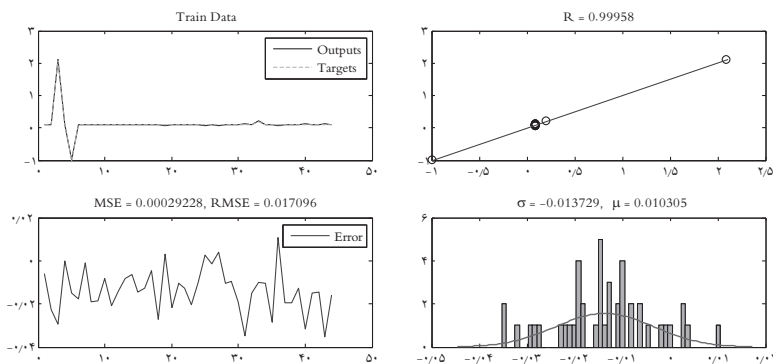 Train Data
۳
۲
۱
۰
-۱
۰ ۱۰ ۲۰ ۳۰ ۴۰ ۵۰
Outputs
Targets
R = 0.99958
۳
۲
۱
۰
-۱
-۱ -۰/۵ ۰ ۰/۵ ۱ ۱/۵ ۲ ۲/۵
MSE = 0.00029228, RMSE = 0.017096
۰/۰۲
۰
-۰/۰۲
-۰/۰۴
۰ ۱۰ ۲۰ ۳۰ ۴۰ ۵۰
Error
σ = -0.013729, μ = 0.010305
۶
۴
۲
۰
-۰/۰۵ -۰/۰۴ -۰/۰۳ -۰/۰۲ -۰/۰۱ ۰ ۰/۰۱